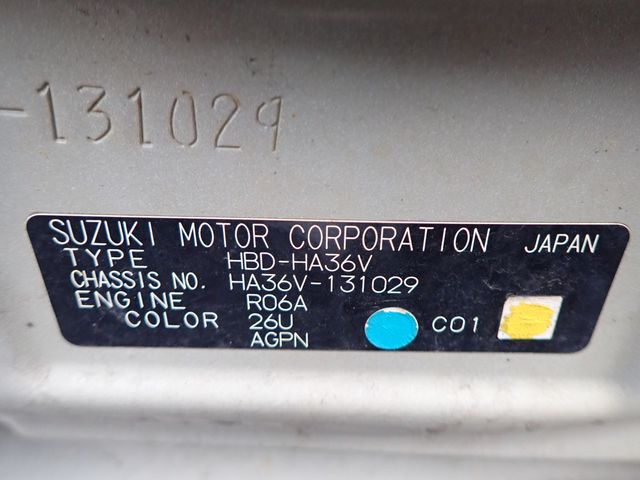 -131029
SUZUKI MOTOR CORPORATION JAPAN
TYPE HBD-HA36V
CHASSIS NO. HA36V-131029
ENGINE R06A
COLOR 26U C01
AGPN